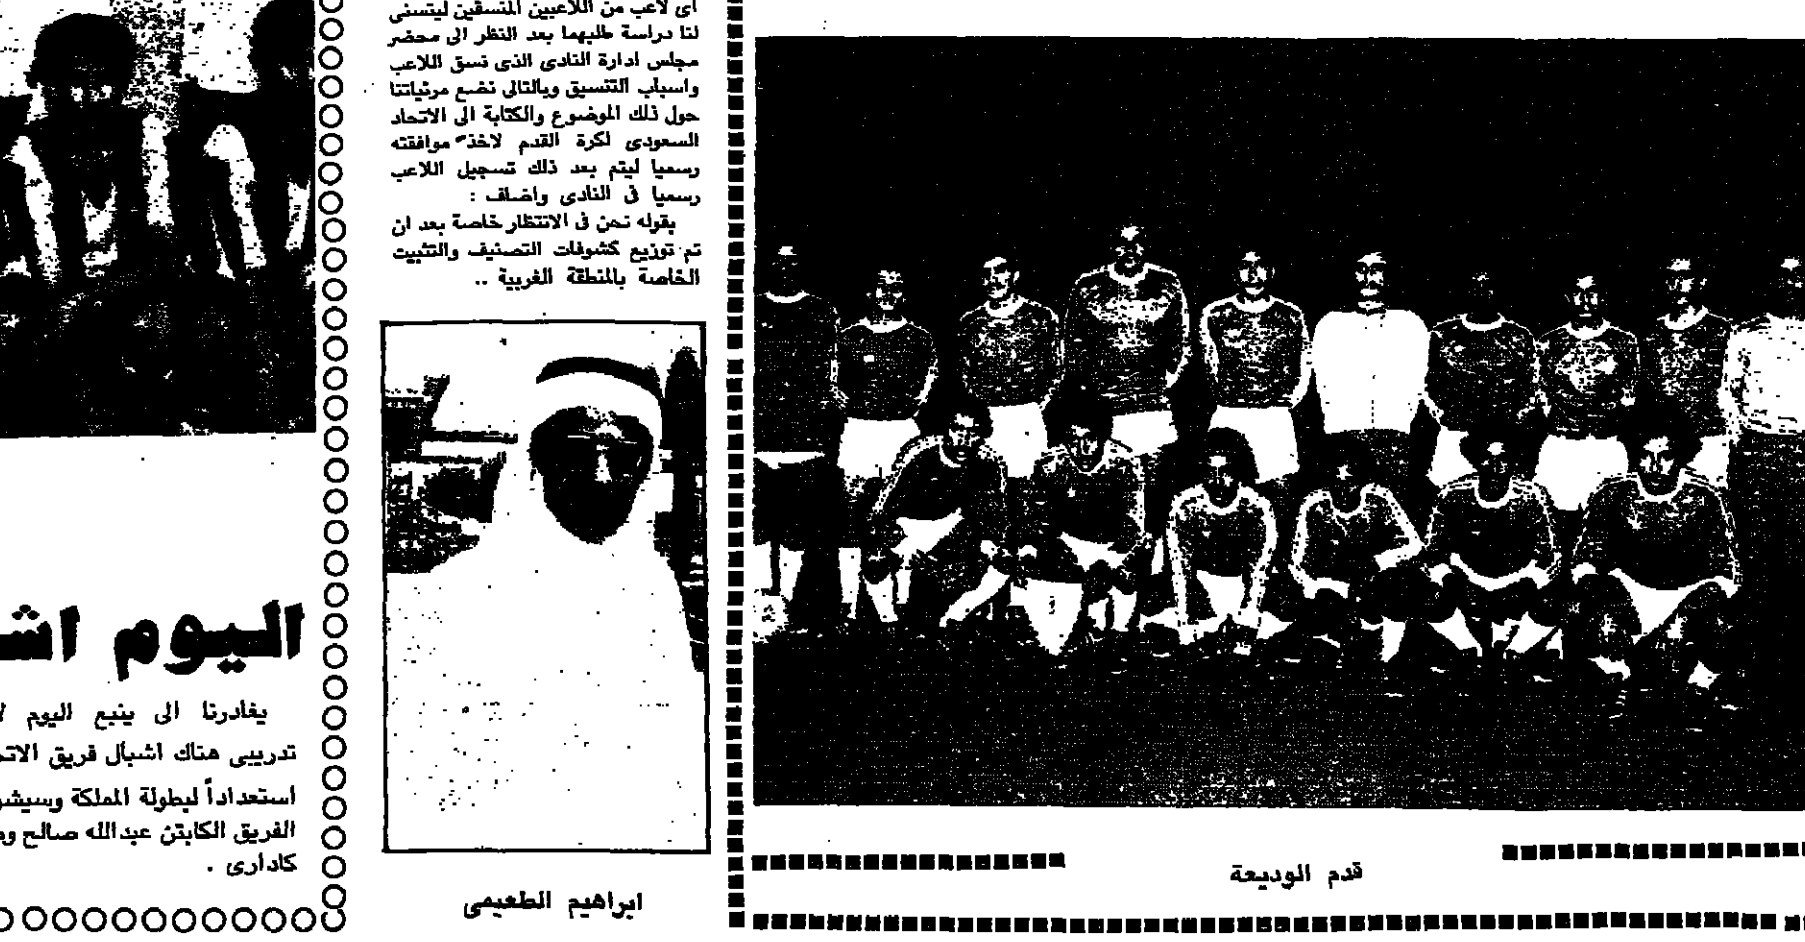 اى لاعب من اللاعبين المنسقين ليتسنى
لنا دراسة طلبهما بعد النظر الى محضر
مجلس ادارة النادى الذى نسق اللاعب
واسباب التنسيق وبالتالى نضع مرئياتنا
حول ذلك الموضوع والكتابة الى الاتحاد
السعودى لكرة القدم لاخذ موافقته
رسميا ليتم بعد ذلك تسجيل اللاعب
رسميا فى النادى واضاف :
بقوله نحن فى الانتظار خاصة بعد ان
تم توزيع كشوفات التصنيف والتثبيت
الخاصة بالمنطقة الغربية ..
ابراهيم الطعيمى
قدم الوديعة
اليوم
يغادرنا الى ينبع اليوم
تدريبى هناك اشبال فريق
استعداداً لبطولة المملكة
الفريق الكابتن عبدالله صالح
كادارى .